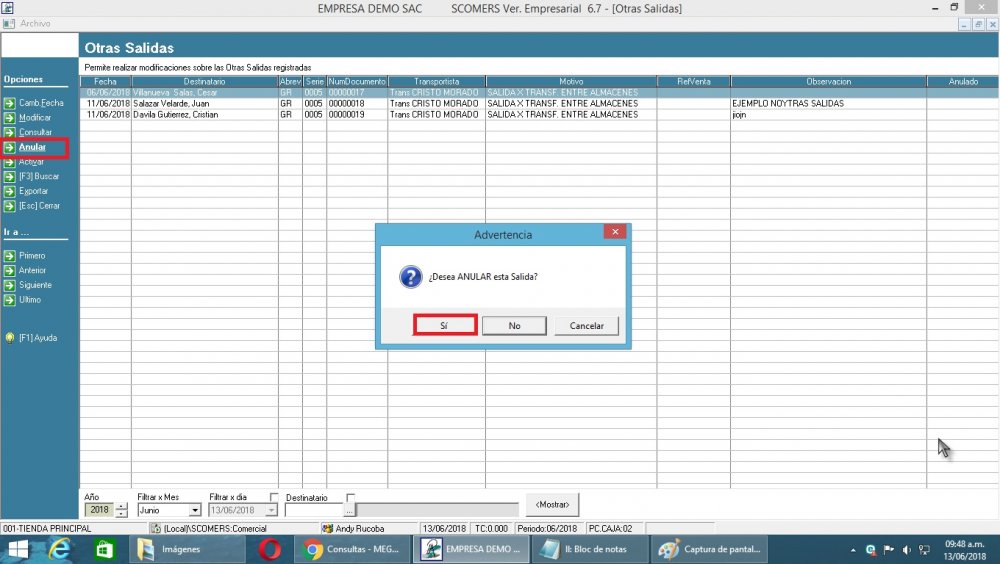 EMPRESA DEMO SAC SCOMERS Ver. Empresarial 6.7 - [Otras Salidas]
Archivo
Otras Salidas
Permite realizar modificaciones sobre las Otras Salidas registradas
Opciones
Camb.Fecha
Modificar
Consultar
Anular
Activar
[F3] Buscar
Exportar
[Esc] Cerrar
Ir a ...
Primero
Anterior
Siguiente
Ultimo
[F1] Ayuda
Fecha Destinatario Abrev Serie NumDocumento Transportista Motivo RefVenta Observacion Anulado
06/06/2018 Villanueva Salas, Cesar GR 0005 00000017 Trans CRISTO MORADO SALIDA X TRANSF. ENTRE ALMACENES
11/06/2018 Salazar Velarde, Juan GR 0005 00000018 Trans CRISTO MORADO SALIDA X TRANSF. ENTRE ALMACENES EJEMPLO NOYTRAS SALIDAS
11/06/2018 Davila Gutierrez, Cristian GR 0005 00000019 Trans CRISTO MORADO SALIDA X TRANSF. ENTRE ALMACENES jiojn
Advertencia
¿Desea ANULAR esta Salida?
Sí No Cancelar
Año Filtrar x Mes Filtrar x dia Destinatario
2018 Junio 13/06/2018 ... <Mostrar>
001-TIENDA PRINCIPAL (Local)\SCOMERS:Comercial Andy Rucoba 13/06/2018 TC:0.000 Periodo:06/2018 PC.CAJA:02
Imágenes Consultas - MEG... EMPRESA DEMO ... II: Bloc de notas Captura de pantal...
09:48 a.m.
13/06/2018